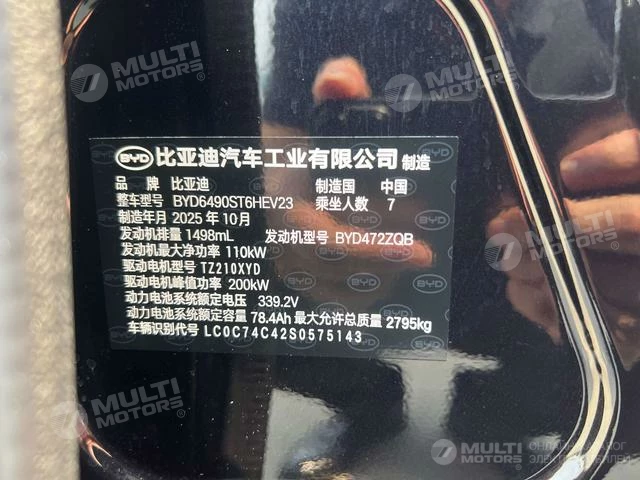 MULTI MOTORS®
MULTI MOTORS®
BYD 比亚迪汽车工业有限公司 制造
品 牌 比亚迪 制造国 中国
整车型号 BYD6490ST6HEV23 乘坐人数 7
制造年月 2025年10月
发动机排量 1498mL 发动机型号 BYD472ZQB
发动机最大净功率 110kW
驱动电机型号 TZ210XYD
驱动电机峰值功率 200kW
动力电池系统额定电压 339.2V
动力电池系统额定容量 78.4Ah 最大允许总质量 2795kg
车辆识别代号 LC0C74C42S0575143
MULTI MOTORS®
MULTI MOTORS®
MULTI MOTORS
ОНЛАЙН-КАТАЛОГ
ЭЛЕКТРОМОБИЛЕЙ